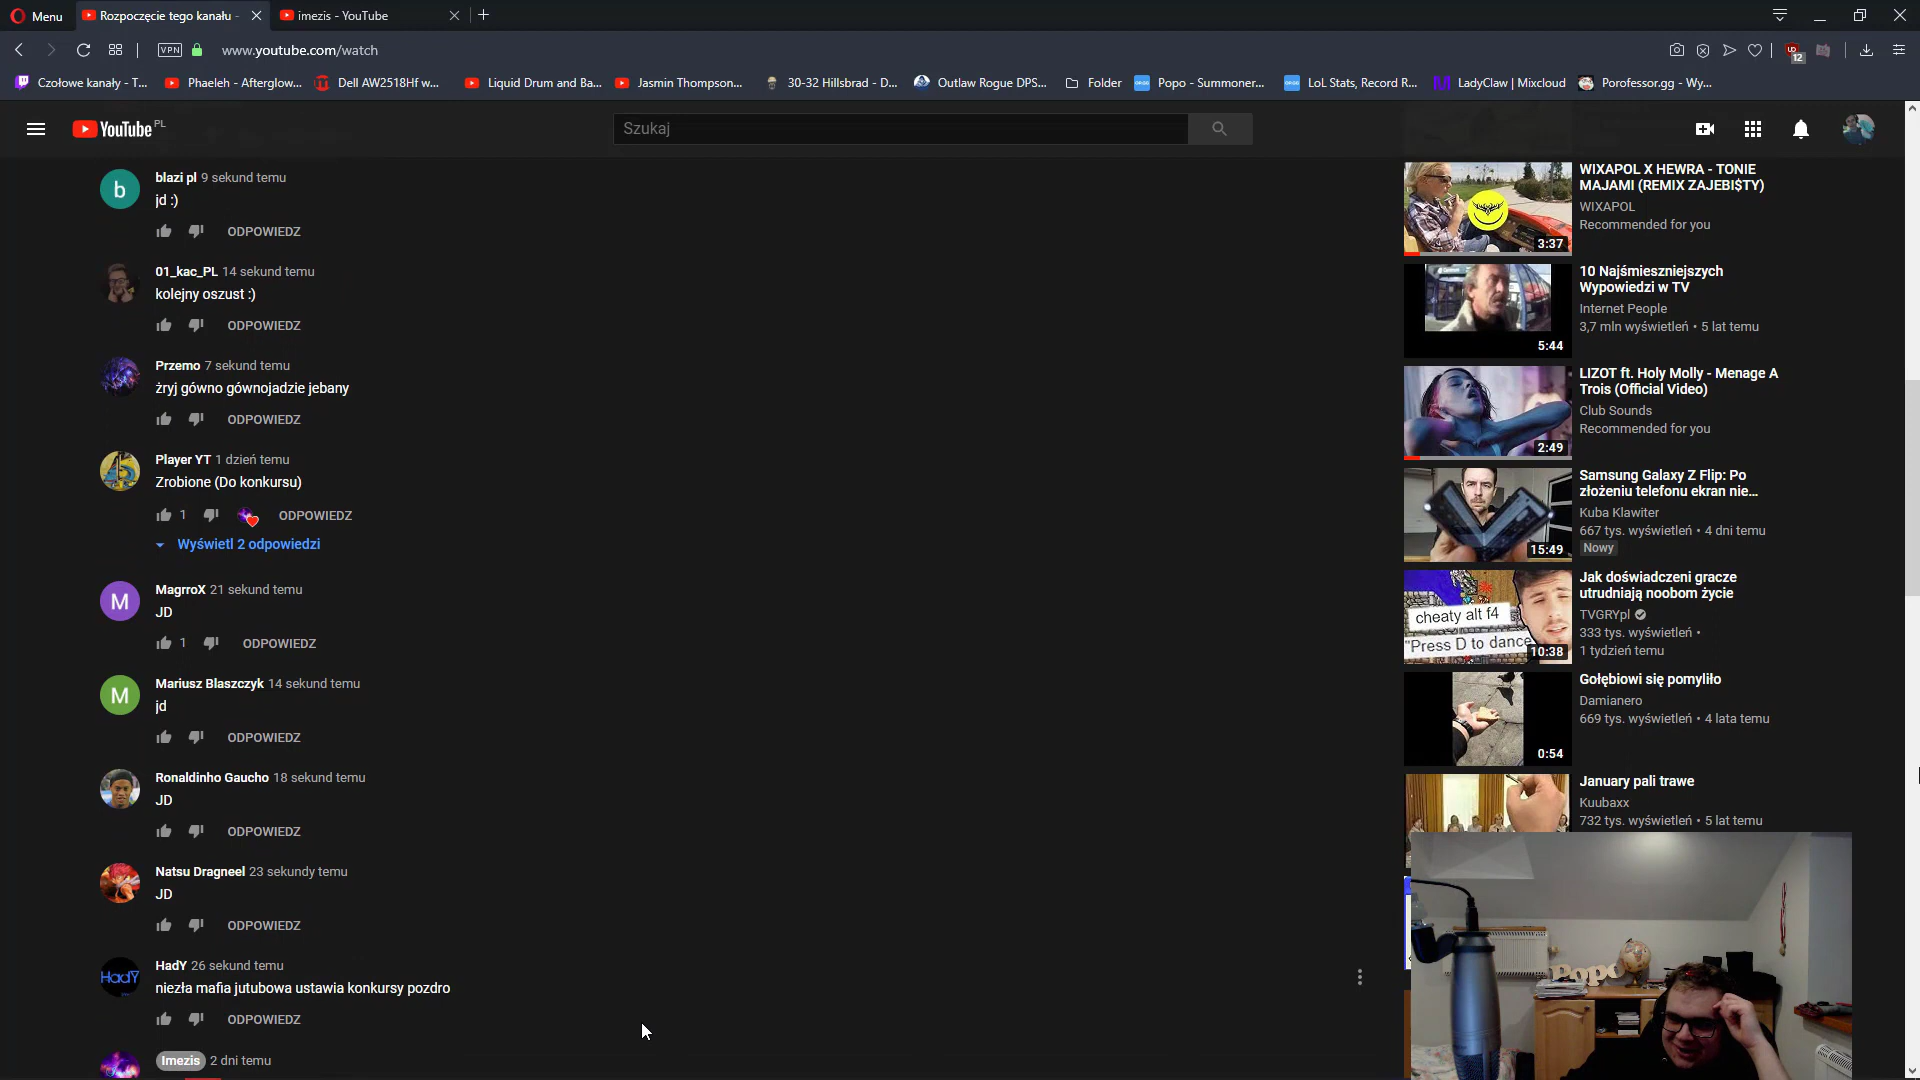 Menu
Rozpoczęcie tego kanału -
imezis - YouTube
VPN
www.youtube.com/watch
12
Czołowe kanały - T...
Phaeleh - Afterglow...
Dell AW2518Hf w...
Liquid Drum and Ba...
Jasmin Thompson...
30-32 Hillsbrad - D...
Outlaw Rogue DPS...
Folder
Popo - Summoner...
LoL Stats, Record R...
LadyClaw | Mixcloud
Porofessor.gg - Wy...
YouTube PL
Szukaj
b
blazi pl 9 sekund temu
jd :)
ODPOWIEDZ
01_kac_PL 14 sekund temu
kolejny oszust :)
ODPOWIEDZ
Przemo 7 sekund temu
żryj gówno gównojadzie jebany
ODPOWIEDZ
Player YT 1 dzień temu
Zrobione (Do konkursu)
1 ODPOWIEDZ
Wyświetl 2 odpowiedzi
M
MagrroX 21 sekund temu
JD
1 ODPOWIEDZ
M
Mariusz Blaszczyk 14 sekund temu
jd
ODPOWIEDZ
Ronaldinho Gaucho 18 sekund temu
JD
ODPOWIEDZ
Natsu Dragneel 23 sekundy temu
JD
ODPOWIEDZ
HadY
HadY 26 sekund temu
niezła mafia jutubowa ustawia konkursy pozdro
ODPOWIEDZ
Imezis 2 dni temu
WIXAPOL X HEWRA - TONIE
MAJAMI (REMIX ZAJEBI$TY)
WIXAPOL
Recommended for you
3:37
10 Najśmieszniejszych
Wypowiedzi w TV
Internet People
3,7 mln wyświetleń • 5 lat temu
5:44
LIZOT ft. Holy Molly - Menage A
Trois (Official Video)
Club Sounds
Recommended for you
2:49
Samsung Galaxy Z Flip: Po
złożeniu telefonu ekran nie...
Kuba Klawiter
667 tys. wyświetleń • 4 dni temu
Nowy
15:49
Jak doświadczeni gracze
utrudniają noobom życie
TVGRYpl
333 tys. wyświetleń •
1 tydzień temu
cheaty alt f4
"Press D to dance
10:38
Gołębiowi się pomyliło
Damianero
669 tys. wyświetleń • 4 lata temu
0:54
January pali trawe
Kuubaxx
732 tys. wyświetleń • 5 lat temu
Popo